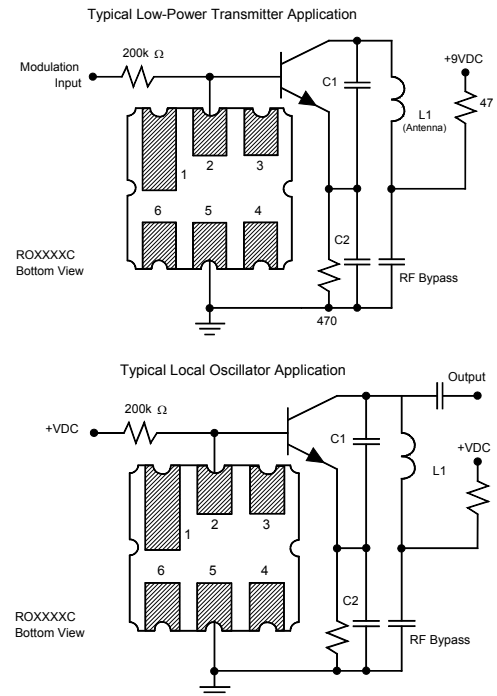 Typical Low-Power Transmitter Application
200k Ω
Modulation
Input
C1
+9VDC
47
L1
(Antenna)
1
2
3
6
5
4
C2
ROXXXXC
Bottom View
RF Bypass
470
Typical Local Oscillator Application
Output
200k Ω
+VDC
C1
+VDC
L1
1
2
3
6
5
4
C2
ROXXXXC
Bottom View
RF Bypass